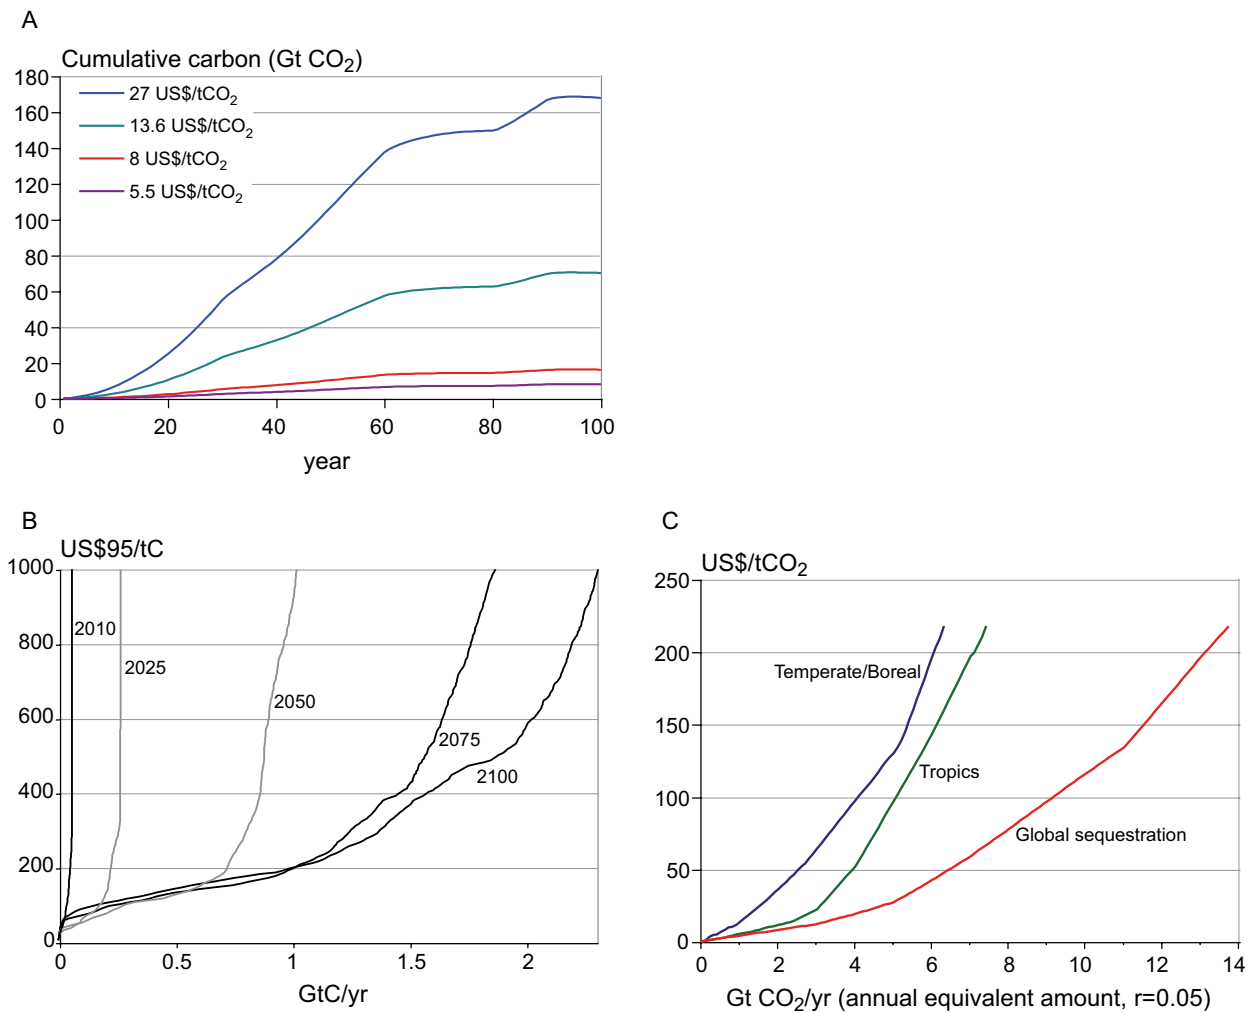 A
Cumulative carbon (Gt CO₂)
180
160
140
120
100
80
60
40
20
0
27 US$/tCO₂
13.6 US$/tCO₂
8 US$/tCO₂
5.5 US$/tCO₂
0 20 40 60 80 100
year
B
US$95/tC
1000
800
600
400
200
0
2010
2025
2050
2075
2100
0 0.5 1 1.5 2
GtC/yr
C
US$/tCO₂
250
200
150
100
50
0
Temperate/Boreal
Tropics
Global sequestration
0 2 4 6 8 10 12 14
Gt CO₂/yr (annual equivalent amount, r=0.05)